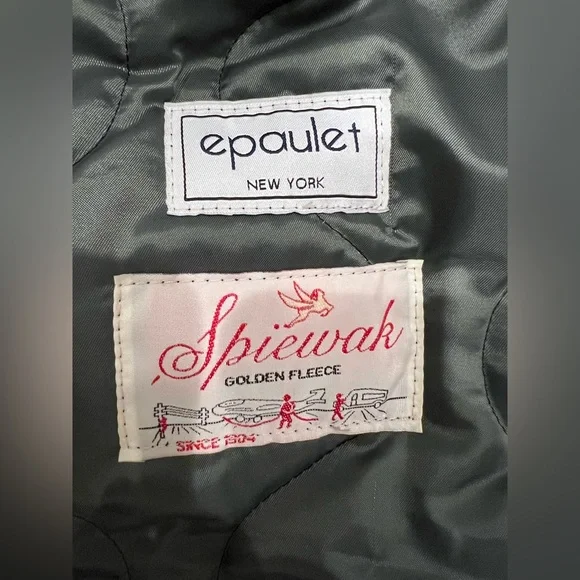 epaulet
NEW YORK
Spiewak
GOLDEN FLEECE
SINCE 1904